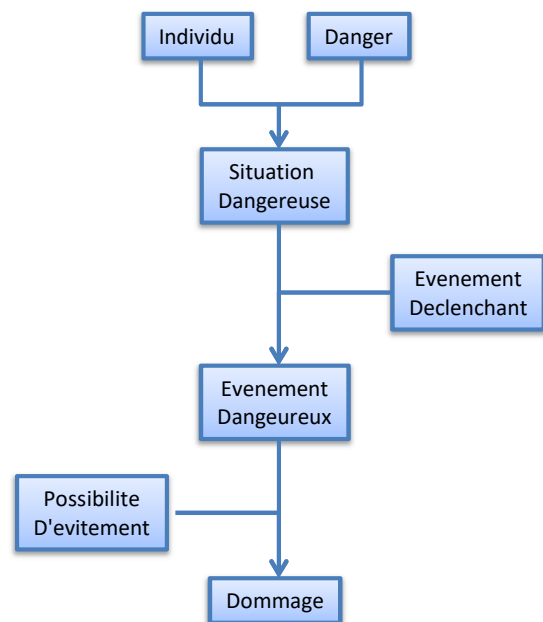 Individu
Danger
Situation
Dangereuse
Evenement
Declenchant
Evenement
Dangeureux
Possibilite
D'evitement
Dommage